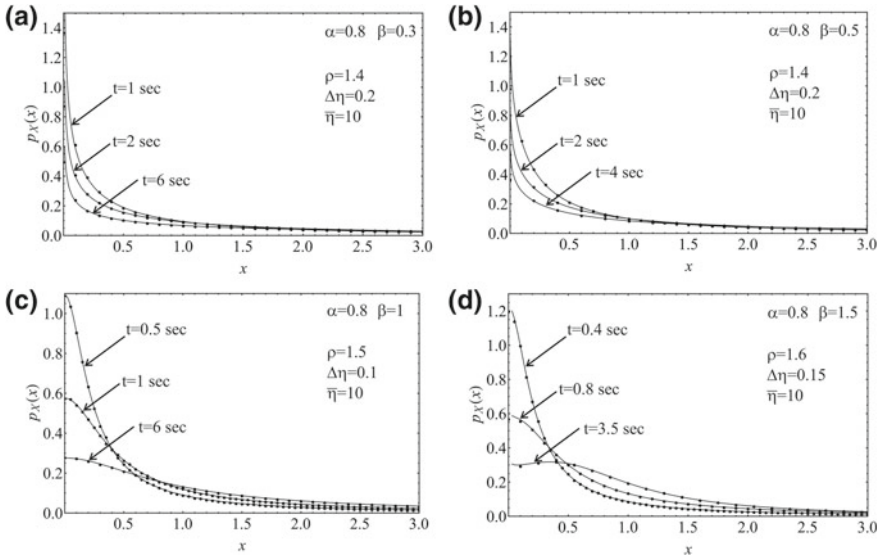 (a)
α=0.8 β=0.3
ρ=1.4
Δη=0.2
η̅=10
t=1 sec
t=2 sec
t=6 sec
p_X(x)
1.4
1.2
1.0
0.8
0.6
0.4
0.2
0.0
0.5 1.0 1.5 2.0 2.5 3.0
x
(b)
α=0.8 β=0.5
ρ=1.4
Δη=0.2
η̅=10
t=1 sec
t=2 sec
t=4 sec
p_X(x)
1.4
1.2
1.0
0.8
0.6
0.4
0.2
0.0
0.5 1.0 1.5 2.0 2.5 3.0
x
(c)
α=0.8 β=1
ρ=1.5
Δη=0.1
η̅=10
t=0.5 sec
t=1 sec
t=6 sec
p_X(x)
1.0
0.8
0.6
0.4
0.2
0.0
0.5 1.0 1.5 2.0 2.5 3.0
x
(d)
α=0.8 β=1.5
ρ=1.6
Δη=0.15
η̅=10
t=0.4 sec
t=0.8 sec
t=3.5 sec
p_X(x)
1.2
1.0
0.8
0.6
0.4
0.2
0.0
0.5 1.0 1.5 2.0 2.5 3.0
x